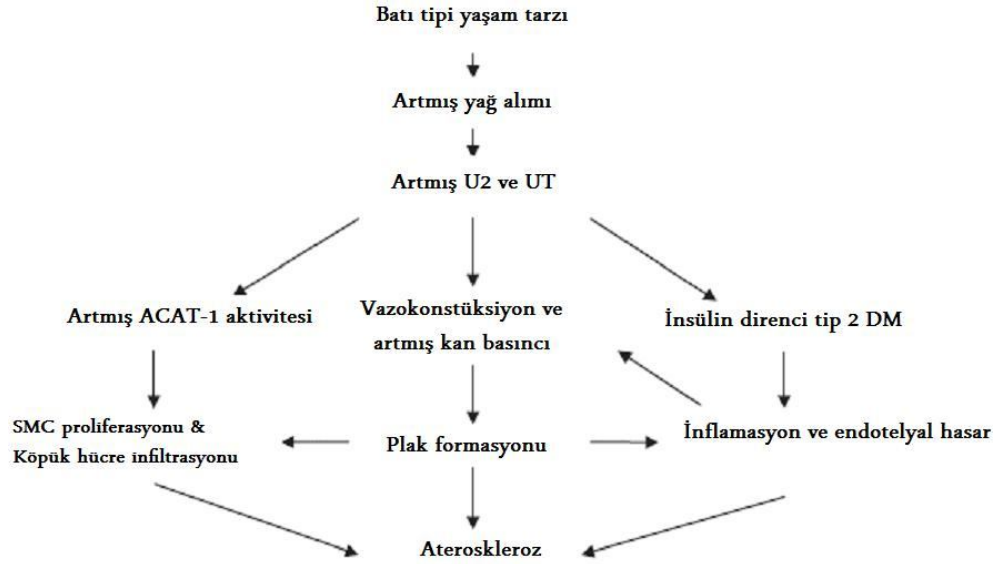 Batı tipi yaşam tarzı
Artmış yağ alımı
Artmış U2 ve UT
Artmış ACAT-1 aktivitesi
Vazokonstüksiyon ve
artmış kan basıncı
İnsülin direnci tip 2 DM
SMC proliferasyonu &
Köpük hücre infiltrasyonu
Plak formasyonu
İnflamasyon ve endotelyal hasar
Ateroskleroz